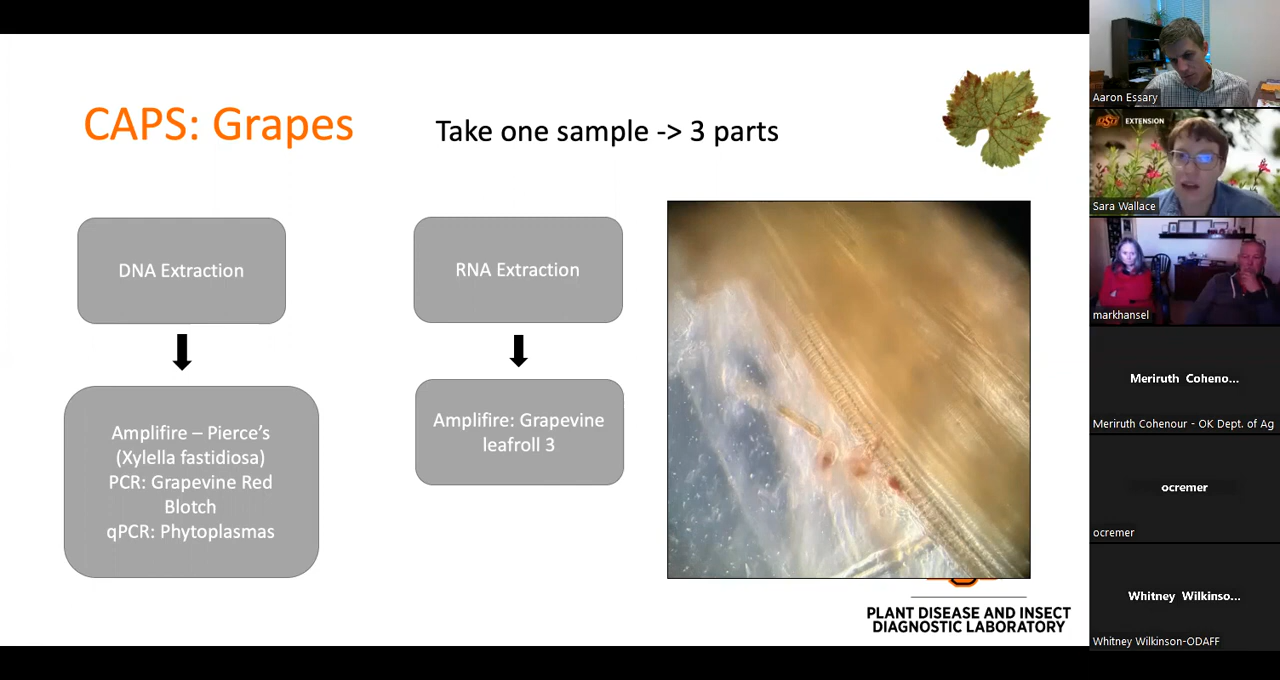 CAPS: Grapes
Take one sample -> 3 parts
DNA Extraction
RNA Extraction
Amplifire – Pierce's
(Xylella fastidiosa)
PCR: Grapevine Red
Blotch
qPCR: Phytoplasmas
Amplifire: Grapevine
leafroll 3
PLANT DISEASE AND INSECT
DIAGNOSTIC LABORATORY
Aaron Essary
OSU EXTENSION
Sara Wallace
markhansel
Meriruth Coheno...
Meriruth Cohenour - OK Dept. of Ag
ocremer
ocremer
Whitney Wilkinso...
Whitney Wilkinson-ODAFF